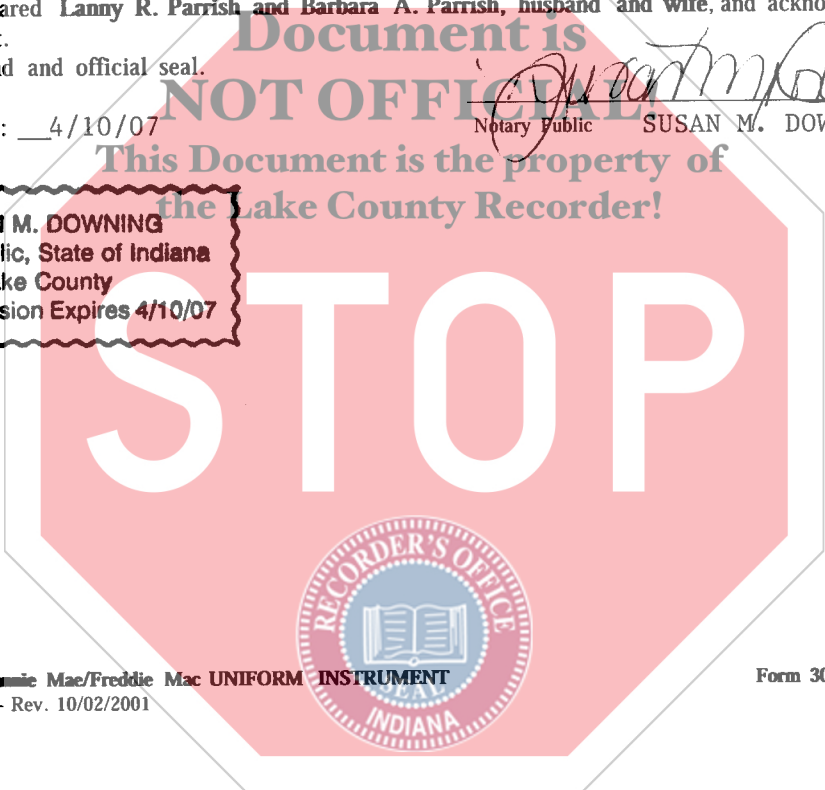 ared Lanny R. Parrish and Barbara A. Parrish, husband and wife, and ackno
t.
d and official seal.
: 4/10/07
Notary Public SUSAN M. DOW
M. DOWNING
lic, State of Indiana
ke County
sion Expires 4/10/07
Document is
NOT OFFICIAL!
This Document is the property of
the Lake County Recorder!
STOP
RECORDER'S OFFICE
SEAL
INDIANA
nnie Mae/Freddie Mac UNIFORM INSTRUMENT
- Rev. 10/02/2001
Form 30